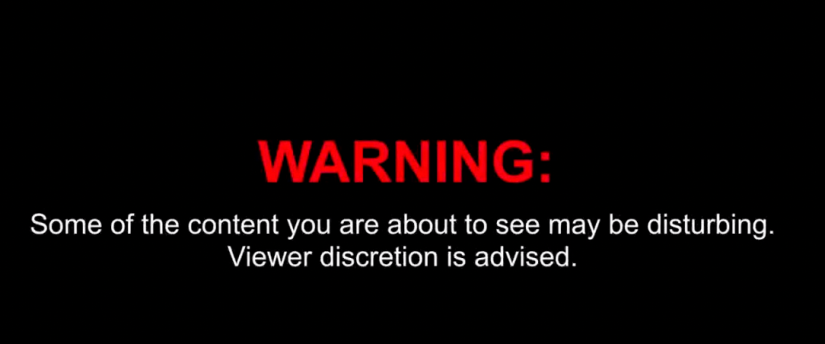 WARNING:
Some of the content you are about to see may be disturbing.
Viewer discretion is advised.